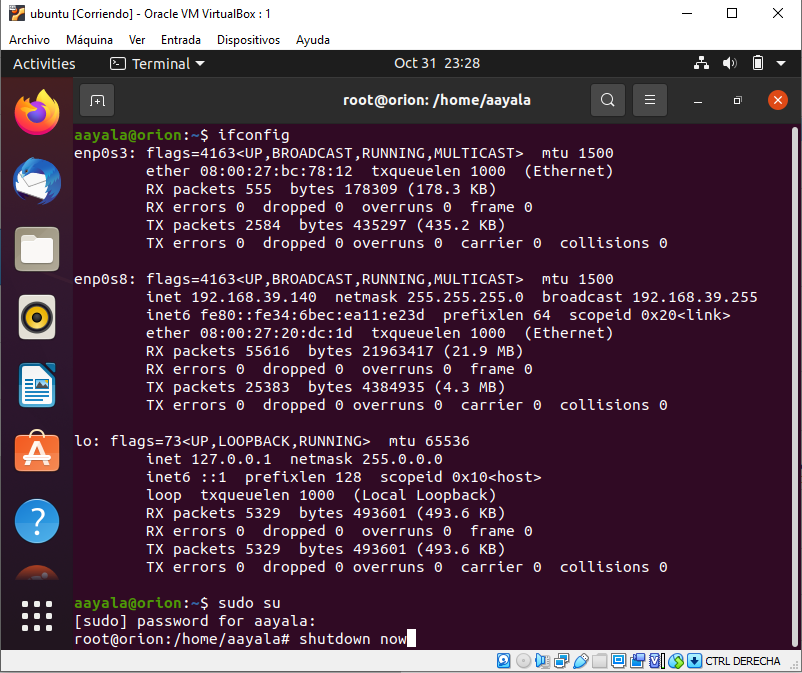 ubuntu [Corriendo] - Oracle VM VirtualBox : 1
Archivo Máquina Ver Entrada Dispositivos Ayuda
Activities Terminal Oct 31 23:28
root@orion: /home/aayala
aayala@orion:~$ ifconfig
enp0s3: flags=4163<UP,BROADCAST,RUNNING,MULTICAST>  mtu 1500
        ether 08:00:27:bc:78:12  txqueuelen 1000  (Ethernet)
        RX packets 555  bytes 178309 (178.3 KB)
        RX errors 0  dropped 0  overruns 0  frame 0
        TX packets 2584  bytes 435297 (435.2 KB)
        TX errors 0  dropped 0 overruns 0  carrier 0  collisions 0
enp0s8: flags=4163<UP,BROADCAST,RUNNING,MULTICAST>  mtu 1500
        inet 192.168.39.140  netmask 255.255.255.0  broadcast 192.168.39.255
        inet6 fe80::fe34:6bec:ea11:e23d  prefixlen 64  scopeid 0x20<link>
        ether 08:00:27:20:dc:1d  txqueuelen 1000  (Ethernet)
        RX packets 55616  bytes 21963417 (21.9 MB)
        RX errors 0  dropped 0  overruns 0  frame 0
        TX packets 25383  bytes 4384935 (4.3 MB)
        TX errors 0  dropped 0 overruns 0  carrier 0  collisions 0
lo: flags=73<UP,LOOPBACK,RUNNING>  mtu 65536
        inet 127.0.0.1  netmask 255.0.0.0
        inet6 ::1  prefixlen 128  scopeid 0x10<host>
        loop  txqueuelen 1000  (Local Loopback)
        RX packets 5329  bytes 493601 (493.6 KB)
        RX errors 0  dropped 0  overruns 0  frame 0
        TX packets 5329  bytes 493601 (493.6 KB)
        TX errors 0  dropped 0 overruns 0  carrier 0  collisions 0
aayala@orion:~$ sudo su
[sudo] password for aayala:
root@orion:/home/aayala# shutdown now
CTRL DERECHA